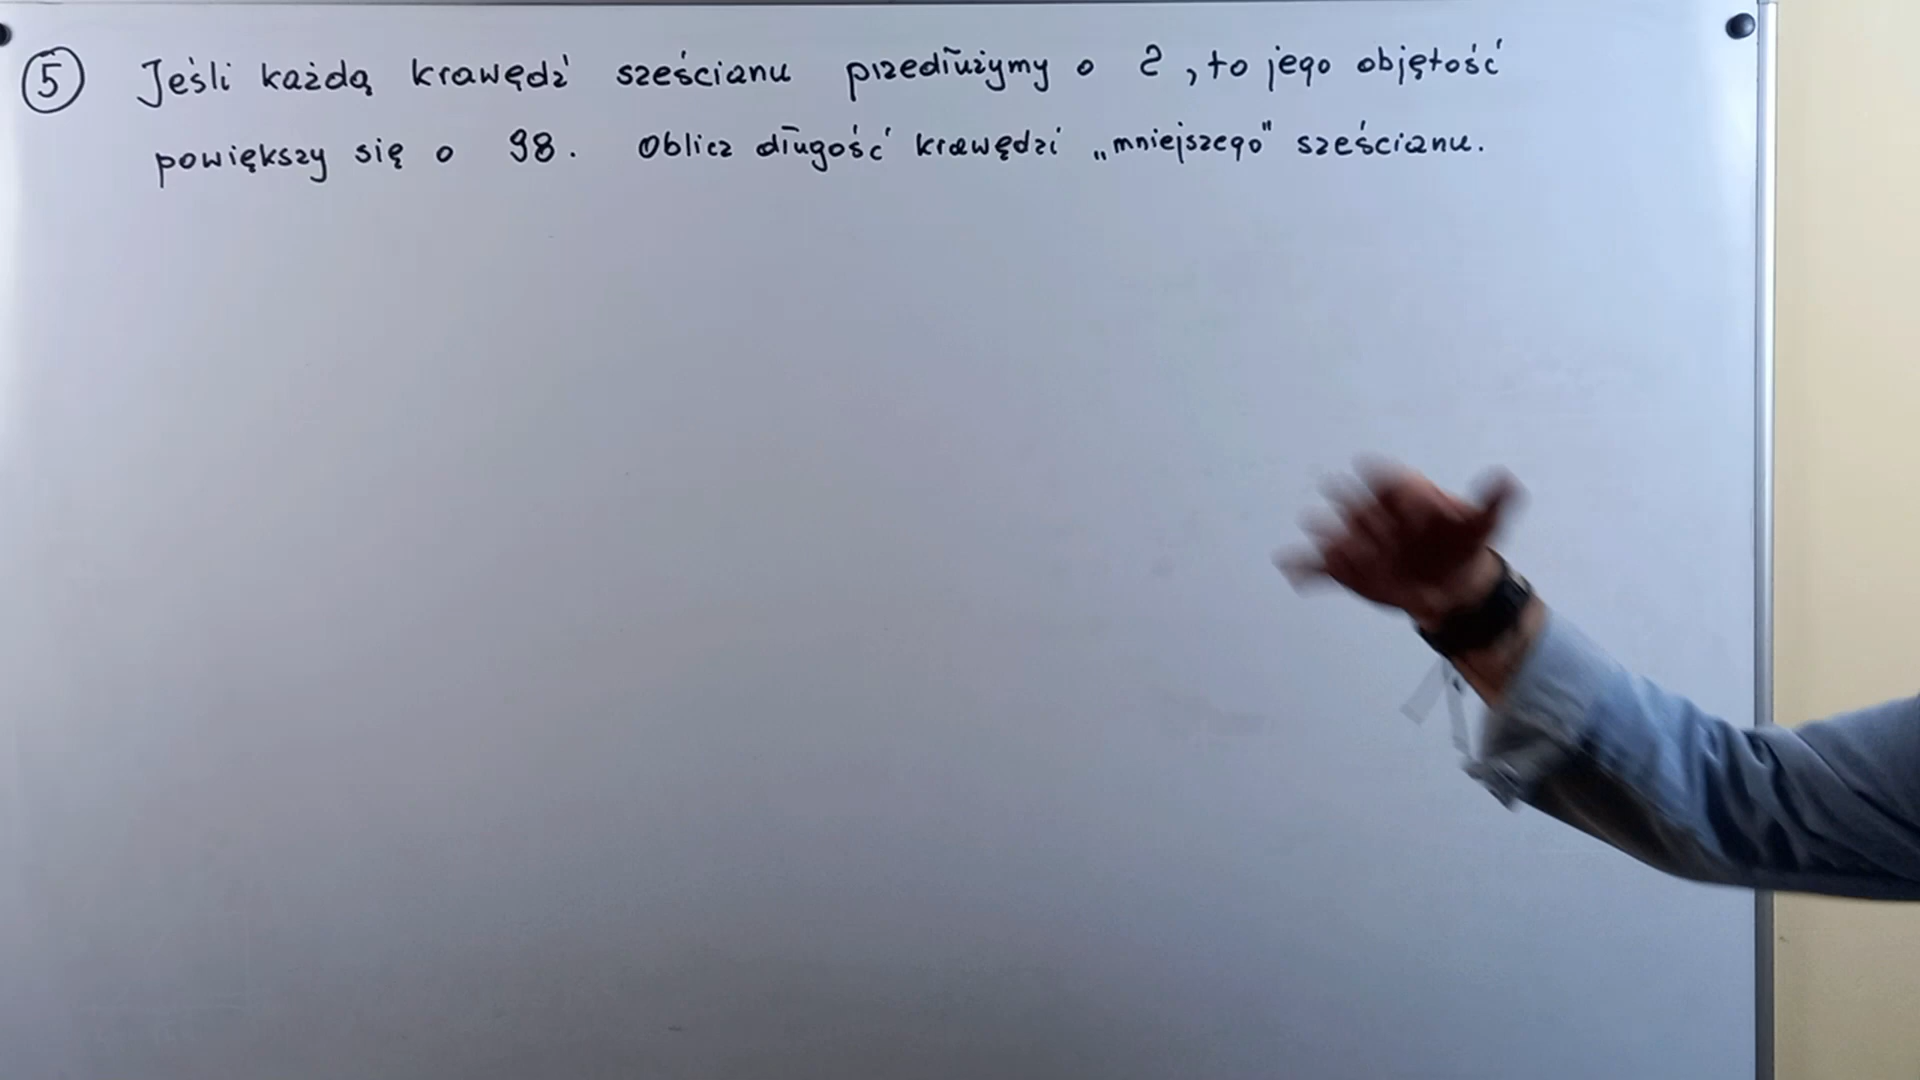 5 Jeśli każdą krawędź sześcianu przedłużymy o 2, to jego objętość
powiększy się o 98. Oblicz długość krawędzi „mniejszego" sześcianu.